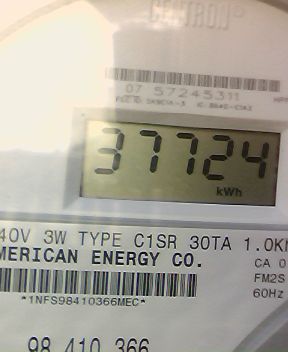 CENTRON®
07 57245311
37724
kWh
40V 3W TYPE C1SR 30TA 1.0K
MERICAN ENERGY CO.
CA 0
FM2S
60Hz
*1NFS98410366MEC*
98 410 366